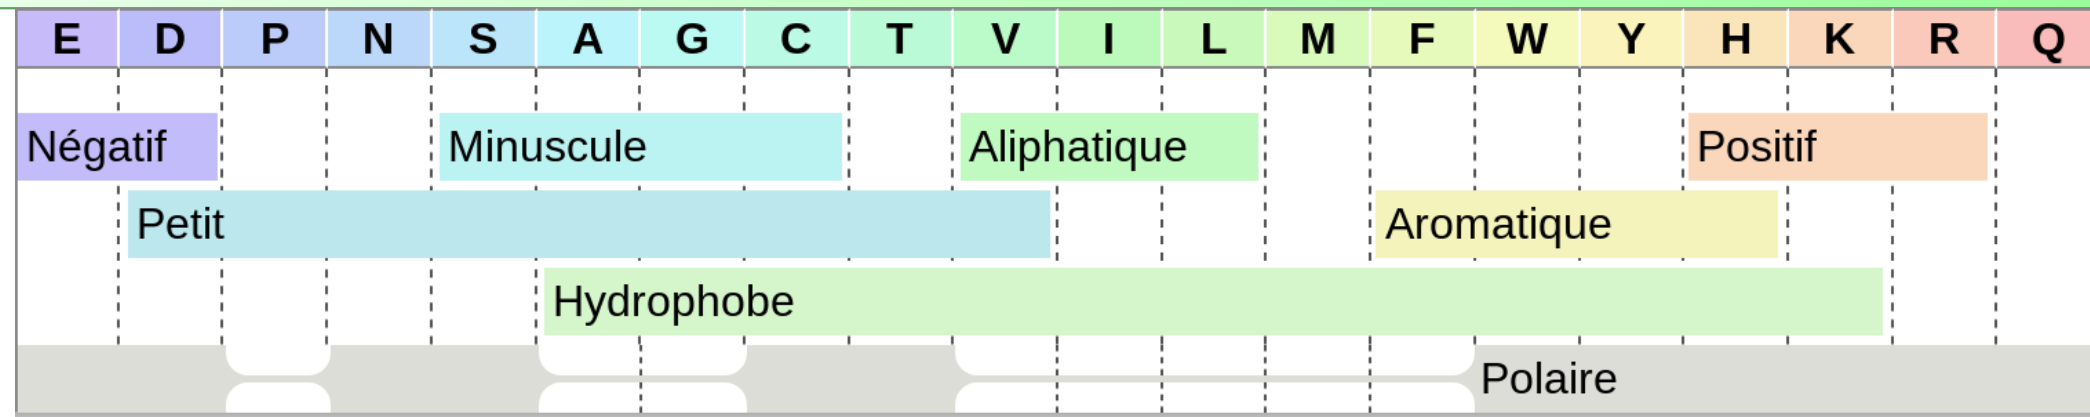 E D P N S A G C T V I L M F W Y H K R Q
Négatif Minuscule Aliphatique Positif
Petit Aromatique
Hydrophobe
Polaire